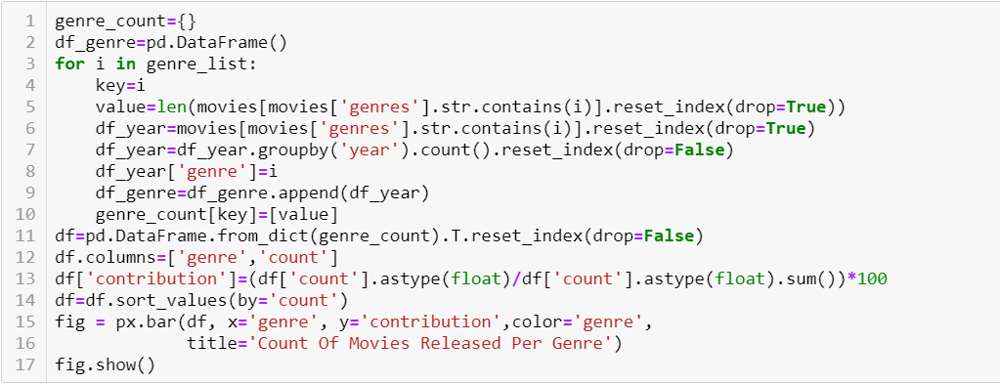 1 genre_count={}
2 df_genre=pd.DataFrame()
3 for i in genre_list:
4     key=i
5     value=len(movies[movies['genres'].str.contains(i)].reset_index(drop=True))
6     df_year=movies[movies['genres'].str.contains(i)].reset_index(drop=True)
7     df_year=df_year.groupby('year').count().reset_index(drop=False)
8     df_year['genre']=i
9     df_genre=df_genre.append(df_year)
10     genre_count[key]=[value]
11 df=pd.DataFrame.from_dict(genre_count).T.reset_index(drop=False)
12 df.columns=['genre','count']
13 df['contribution']=(df['count'].astype(float)/df['count'].astype(float).sum())*100
14 df=df.sort_values(by='count')
15 fig = px.bar(df, x='genre', y='contribution',color='genre',
16              title='Count Of Movies Released Per Genre')
17 fig.show()